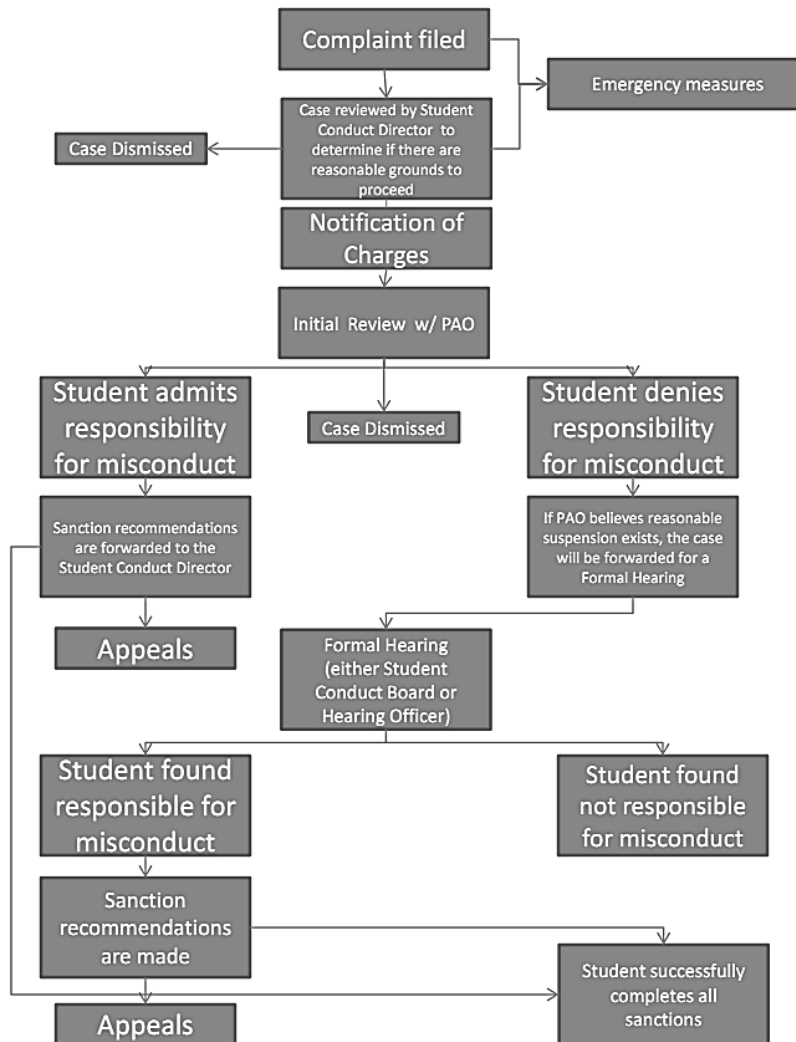 Complaint filed
Emergency measures
Case reviewed by Student
Conduct Director to
determine if there are
reasonable grounds to
proceed
Case Dismissed
Notification of
Charges
Initial Review w/ PAO
Student admits
responsibility
for misconduct
Case Dismissed
Student denies
responsibility
for misconduct
Sanction recommendations
are forwarded to the
Student Conduct Director
If PAO believes reasonable
suspension exists, the case
will be forwarded for a
Formal Hearing
Appeals
Formal Hearing
(either Student
Conduct Board or
Hearing Officer)
Student found
responsible for
misconduct
Student found
not responsible
for misconduct
Sanction
recommendations
are made
Student successfully
completes all
sanctions
Appeals